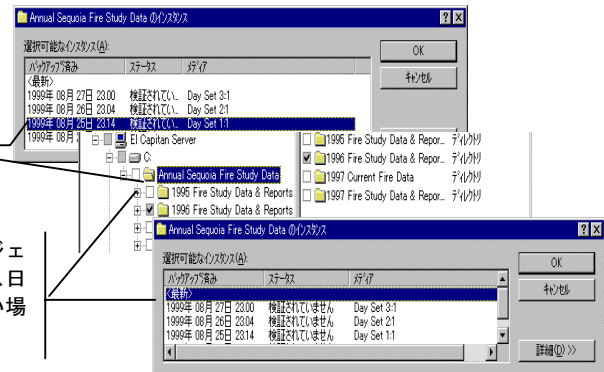 Annual Sequoia Fire Study Data のインスタンス
選択可能なインスタンス(A):
バックアップ済み ステータス メディア
<最新>
1999年 08月 27日 23.00 検証されてい... Day Set 3:1
1999年 08月 26日 23.04 検証されてい... Day Set 2:1
1999年 08月 25日 23.14 検証されてい... Day Set 1:1
1999年 08月 2
OK
キャンセル
El Capitan Server
C:
Annual Sequoia Fire Study Data
1995 Fire Study Data & Reports
1996 Fire Study Data & Reports
1995 Fire Study Data & Repor... ディレクトリ
1996 Fire Study Data & Repor... ディレクトリ
1997 Current Fire Data ディレクトリ
1997 Fire Study Data & Repor... ディレクトリ
ジェ
日
い場
Annual Sequoia Fire Study Data のインスタンス
選択可能なインスタンス(A):
バックアップ済み ステータス メディア
<最新>
1999年 08月 27日 23.00 検証されていません Day Set 3:1
1999年 08月 26日 23.04 検証されていません Day Set 2:1
1999年 08月 25日 23.14 検証されていません Day Set 1:1
OK
キャンセル
詳細(D) >>